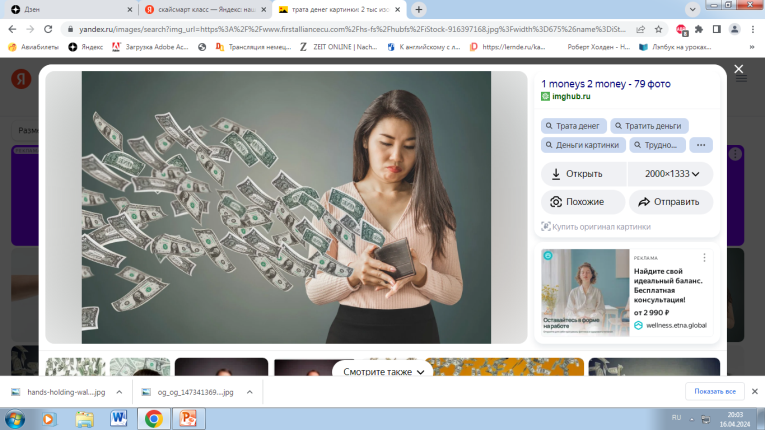 Дзен
скайсмарт класс — Яндекс: наш
трата денег картинки: 2 тыс изо
yandex.ru/images/search?img_url=https%3A%2F%2Fwww.firstalliancecu.com%2Fhs-fs%2Fhubfs%2FiStock-916397168.jpg%3Fwidth%3D675%26name%3DiSt...
Авиабилеты
Яндекс
Загрузка Adobe Ac...
Трансляция немец...
ZEIT ONLINE | Nach...
К английскому с л...
https://lernde.ru/ka...
Роберт Холден - Н...
Лэпбук на уроках...
Разме
1 moneys 2 money - 79 фото
imghub.ru
Трата денег
Тратить деньги
Деньги картинки
Трудно...
Открыть
2000×1333
Похожие
Отправить
Купить оригинал картинки
РЕКЛАМА
Найдите свой
идеальный баланс.
Бесплатная
консультация!
от 2 990 ₽
wellness.etna.global
Оставайтесь в форме
на работе
Смотрите также
hands-holding-wal....jpg
og_og_147341369....jpg
Показать все
RU
20:03
16.04.2024